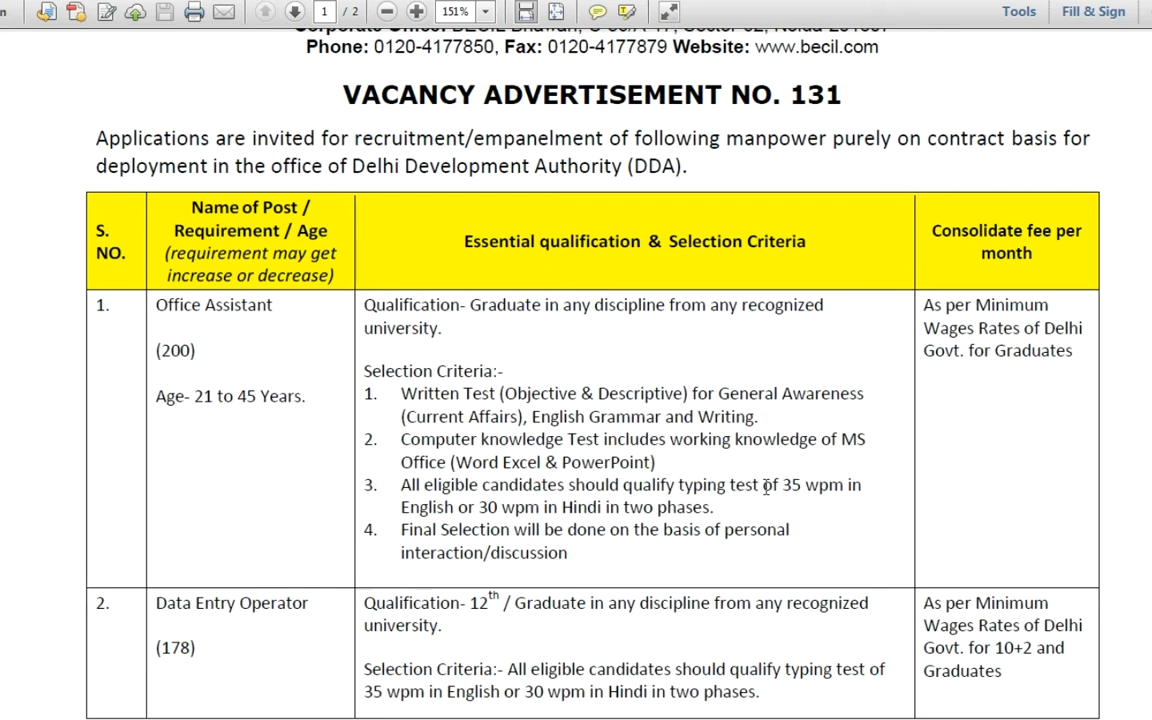 1 / 2
151%
Tools
Fill & Sign
Phone: 0120-4177850, Fax: 0120-4177879 Website: www.becil.com
VACANCY ADVERTISEMENT NO. 131
Applications are invited for recruitment/empanelment of following manpower purely on contract basis for
deployment in the office of Delhi Development Authority (DDA).
S.
NO.
Name of Post /
Requirement / Age
(requirement may get
increase or decrease)
Essential qualification & Selection Criteria
Consolidate fee per
month
1.
Office Assistant
(200)
Age- 21 to 45 Years.
Qualification- Graduate in any discipline from any recognized
university.
Selection Criteria:-
1. Written Test (Objective & Descriptive) for General Awareness
(Current Affairs), English Grammar and Writing.
2. Computer knowledge Test includes working knowledge of MS
Office (Word Excel & PowerPoint)
3. All eligible candidates should qualify typing test of 35 wpm in
English or 30 wpm in Hindi in two phases.
4. Final Selection will be done on the basis of personal
interaction/discussion
As per Minimum
Wages Rates of Delhi
Govt. for Graduates
2.
Data Entry Operator
(178)
Qualification- 12th / Graduate in any discipline from any recognized
university.
Selection Criteria:- All eligible candidates should qualify typing test of
35 wpm in English or 30 wpm in Hindi in two phases.
As per Minimum
Wages Rates of Delhi
Govt. for 10+2 and
Graduates